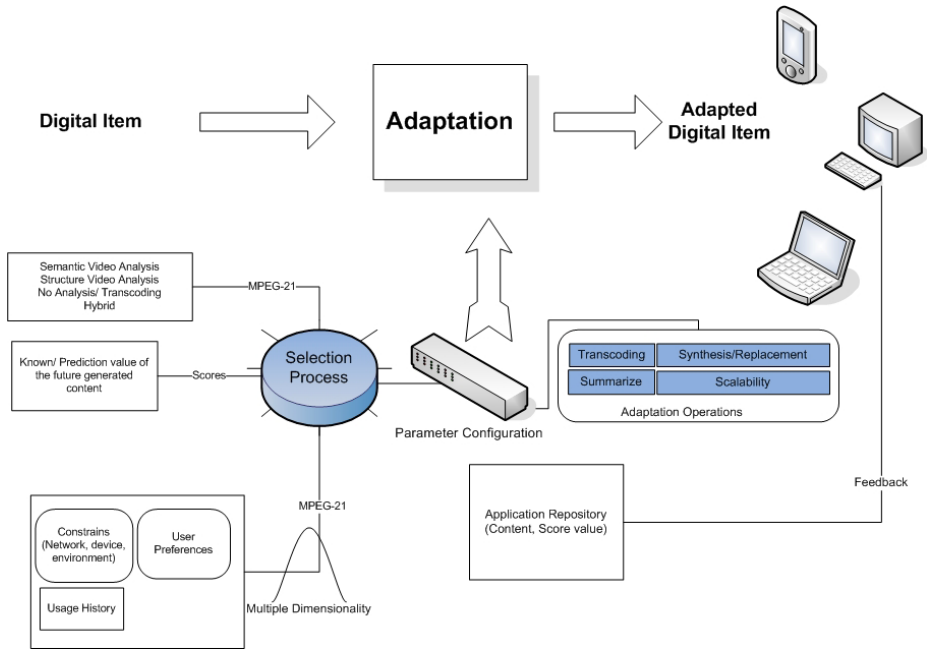 Digital Item
Adaptation
Adapted
Digital Item
Semantic Video Analysis
Structure Video Analysis
No Analysis/ Transcoding
Hybrid
MPEG-21
Known/ Prediction value of
the future generated
content
Scores
Selection
Process
Parameter Configuration
Transcoding
Synthesis/Replacement
Summarize
Scalability
Adaptation Operations
Feedback
Application Repository
(Content, Score value)
MPEG-21
Constrains
(Network, device,
environment)
User
Preferences
Usage History
Multiple Dimensionality